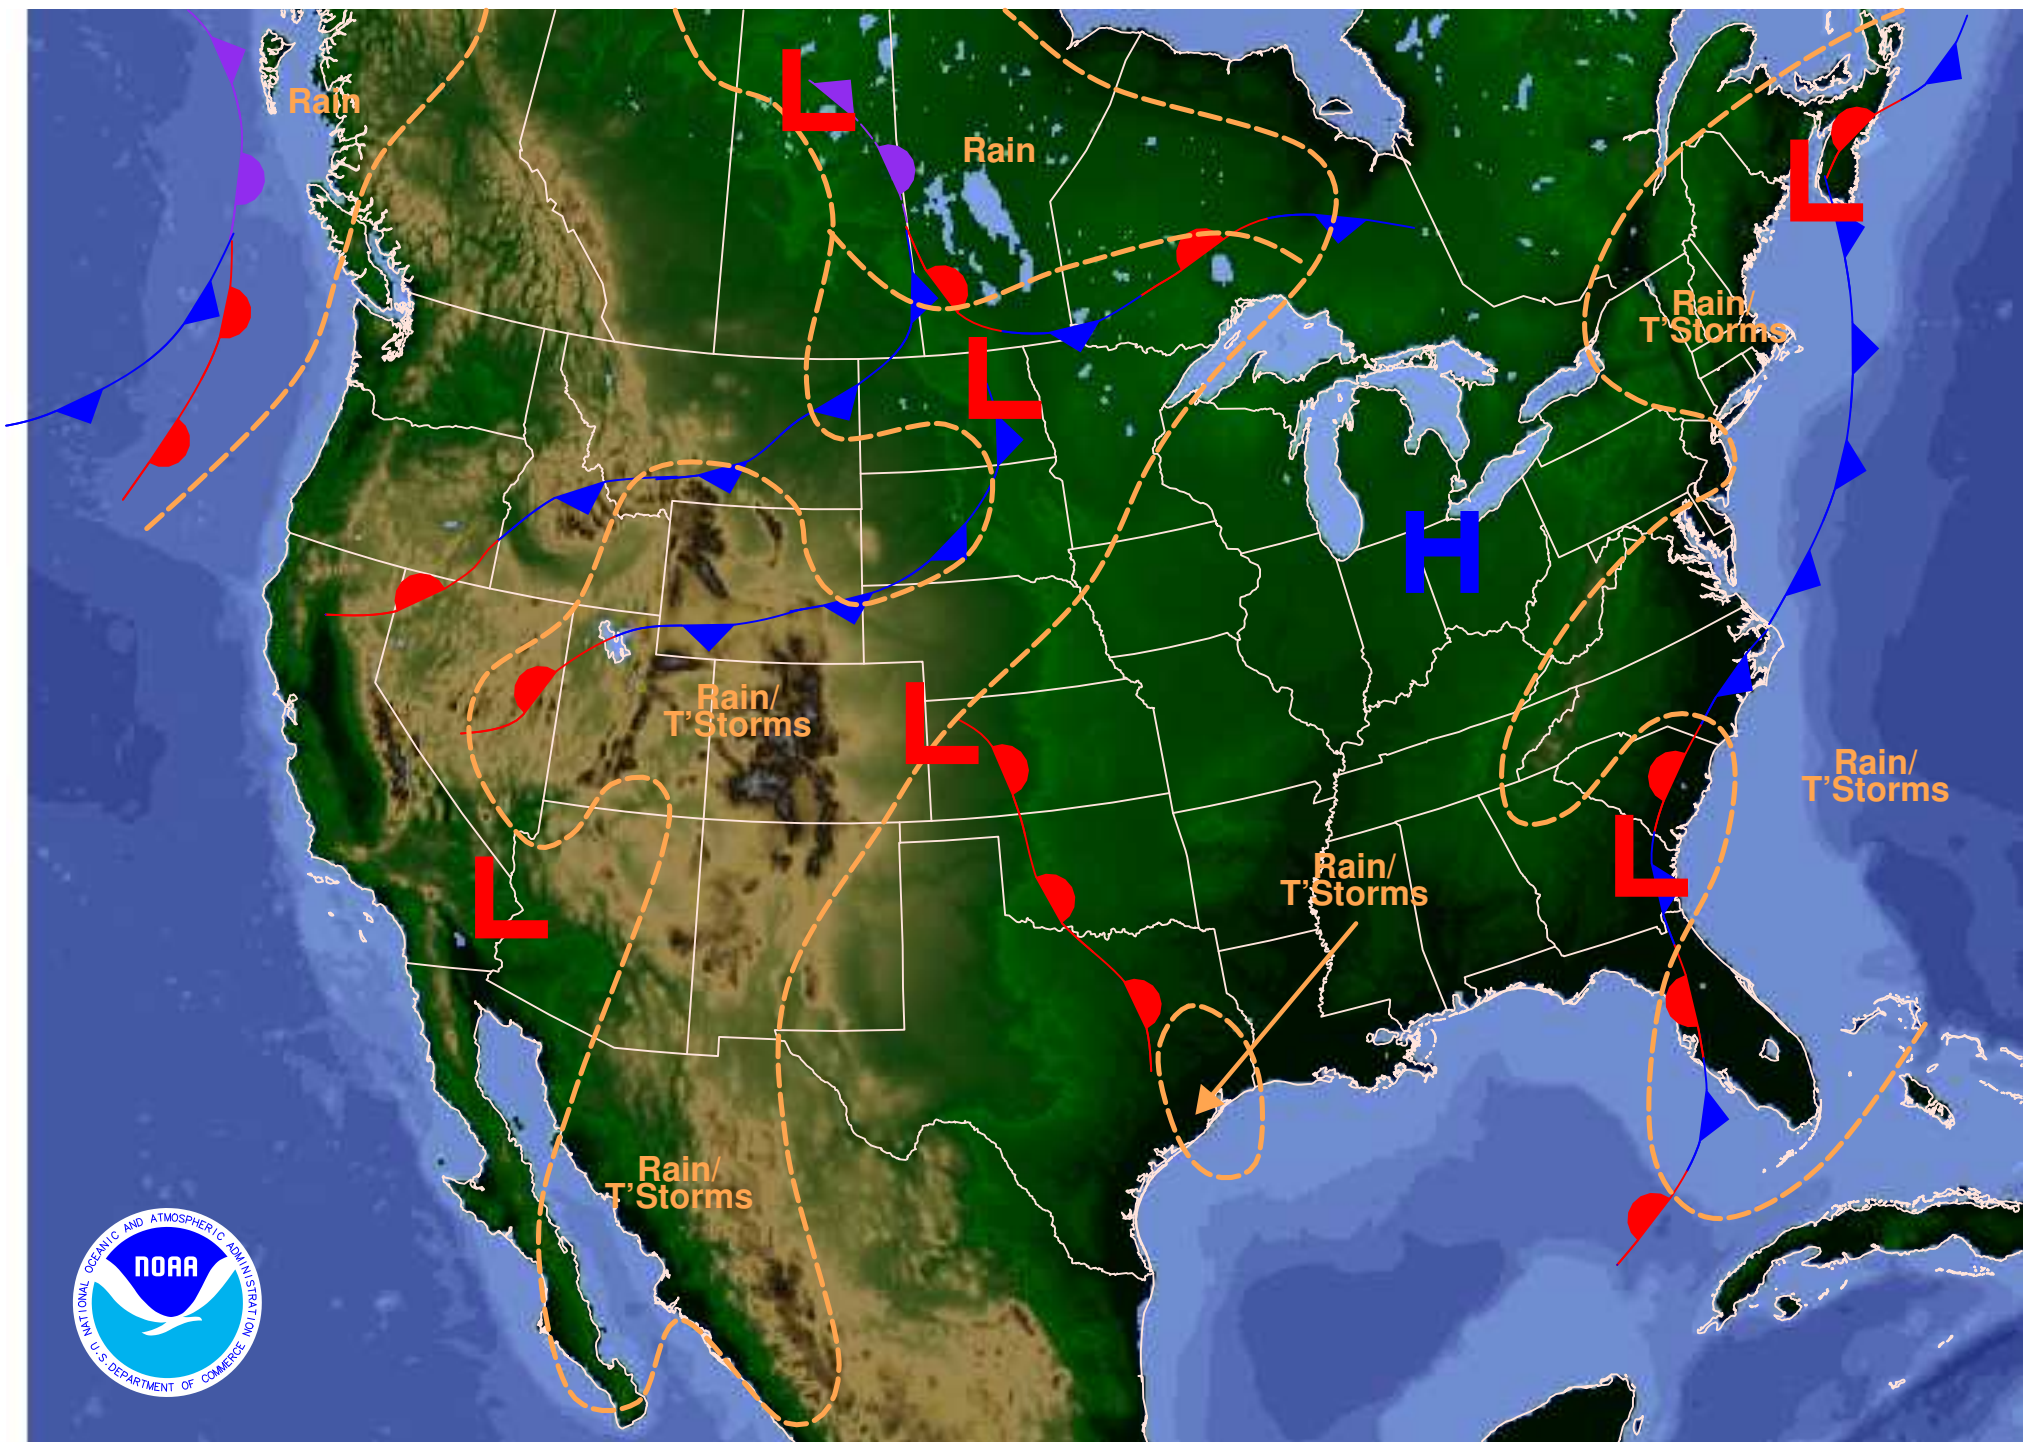 L
Rain
Rain
L
Rain/
T'Storms
L
H
Rain/
T'Storms
L
Rain/
T'Storms
L
Rain/
T'Storms
L
Rain/
T'Storms
NATIONAL OCEANIC AND ATMOSPHERIC ADMINISTRATION
NOAA
U.S. DEPARTMENT OF COMMERCE